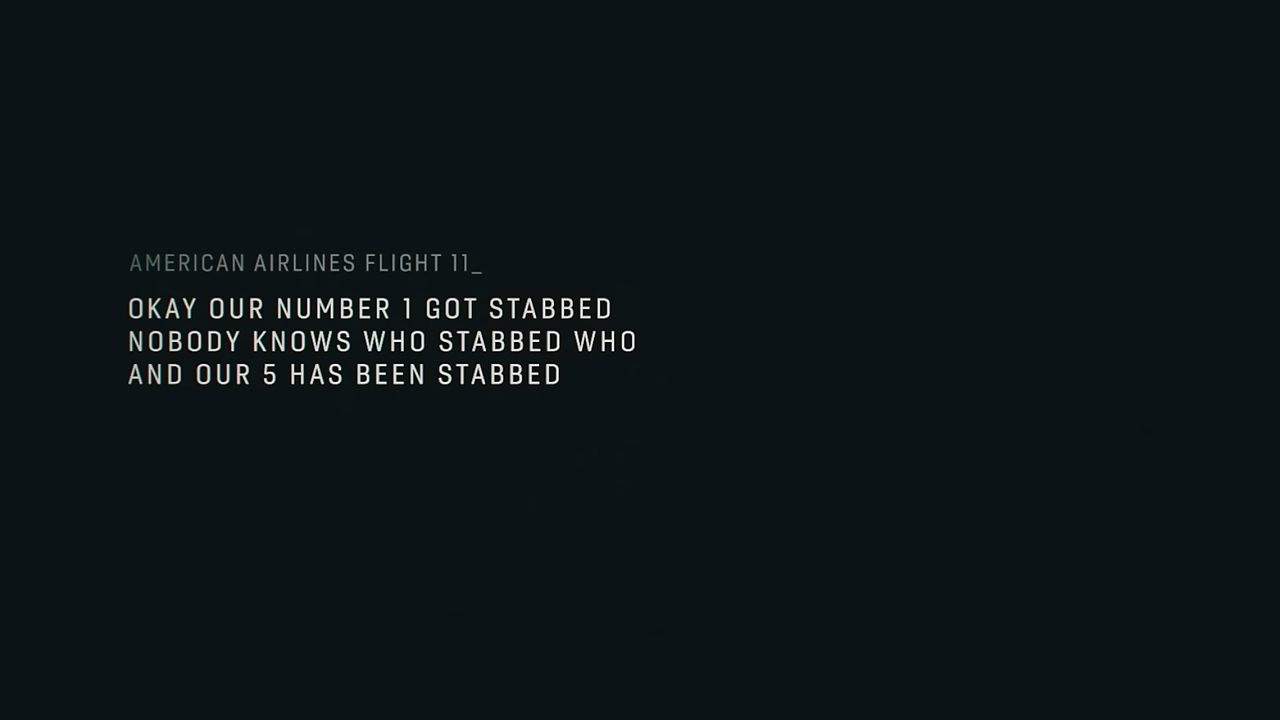 AMERICAN AIRLINES FLIGHT 11_
OKAY OUR NUMBER 1 GOT STABBED
NOBODY KNOWS WHO STABBED WHO
AND OUR 5 HAS BEEN STABBED